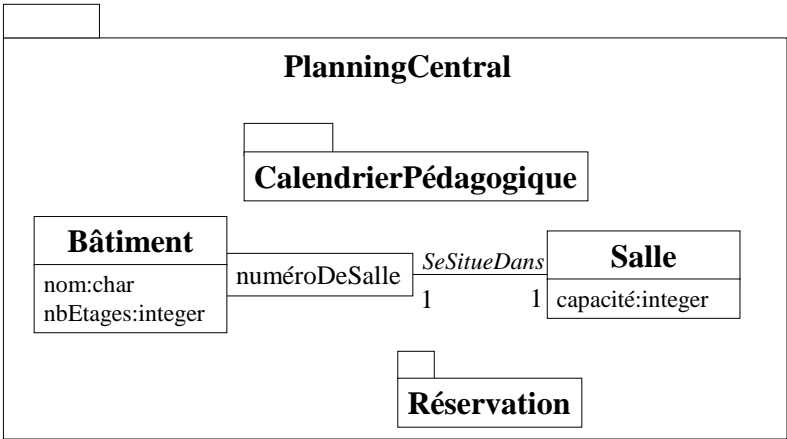 PlanningCentral
CalendrierPédagogique
Bâtiment
nom:char
nbEtages:integer
numéroDeSalle
SeSitueDans
1
1
Salle
capacité:integer
Réservation